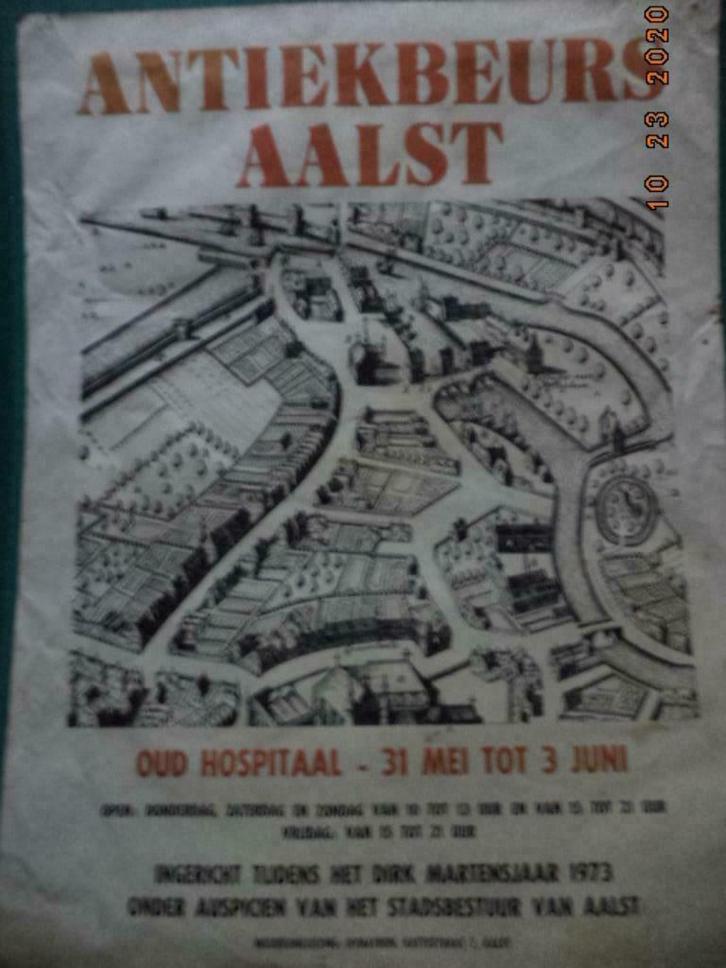 ANTIEKBEURS
AALST
10 23 2020
OUD HOSPITAAL - 31 MEI TOT 3 JUNI
OPEN: DONDERDAG, ZATERDAG EN ZONDAG VAN 10 TOT 12 UUR EN VAN 15 TOT 21 UUR
VRIJDAG: VAN 15 TOT 21 UUR
INGERICHT TIJDENS HET DIRK MARTENSJAAR 1973
ONDER AUSPICIEN VAN HET STADSBESTUUR VAN AALST